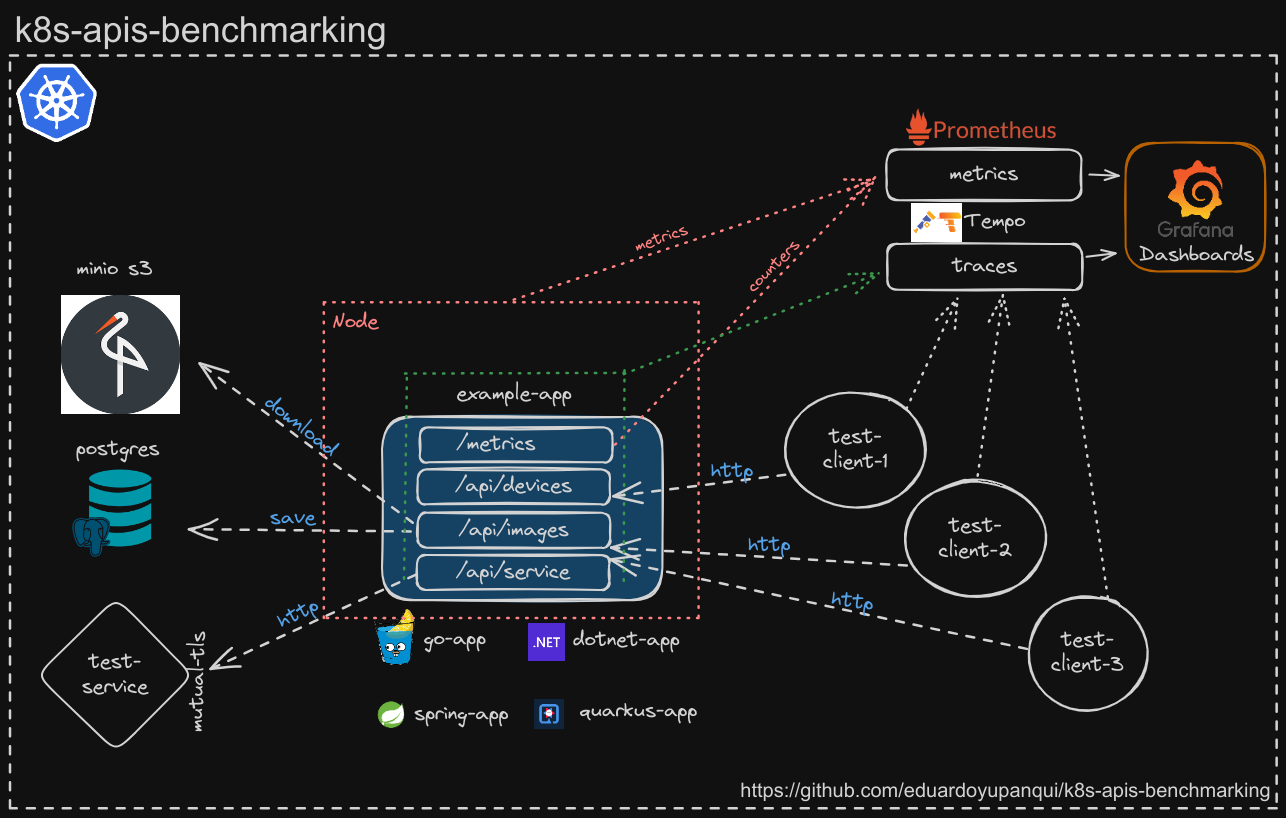 k8s-apis-benchmarking
Prometheus
metrics
Tempo
traces
Grafana
Dashboards
metrics
counters
minio s3
Node
example-app
/metrics
/api/devices
/api/images
/api/service
download
postgres
save
http
test-
service
mutual-tls
http
http
http
test-
client-1
test-
client-2
test-
client-3
go-app
.NET
dotnet-app
spring-app
quarkus-app
https://github.com/eduardoyupanqui/k8s-apis-benchmarking